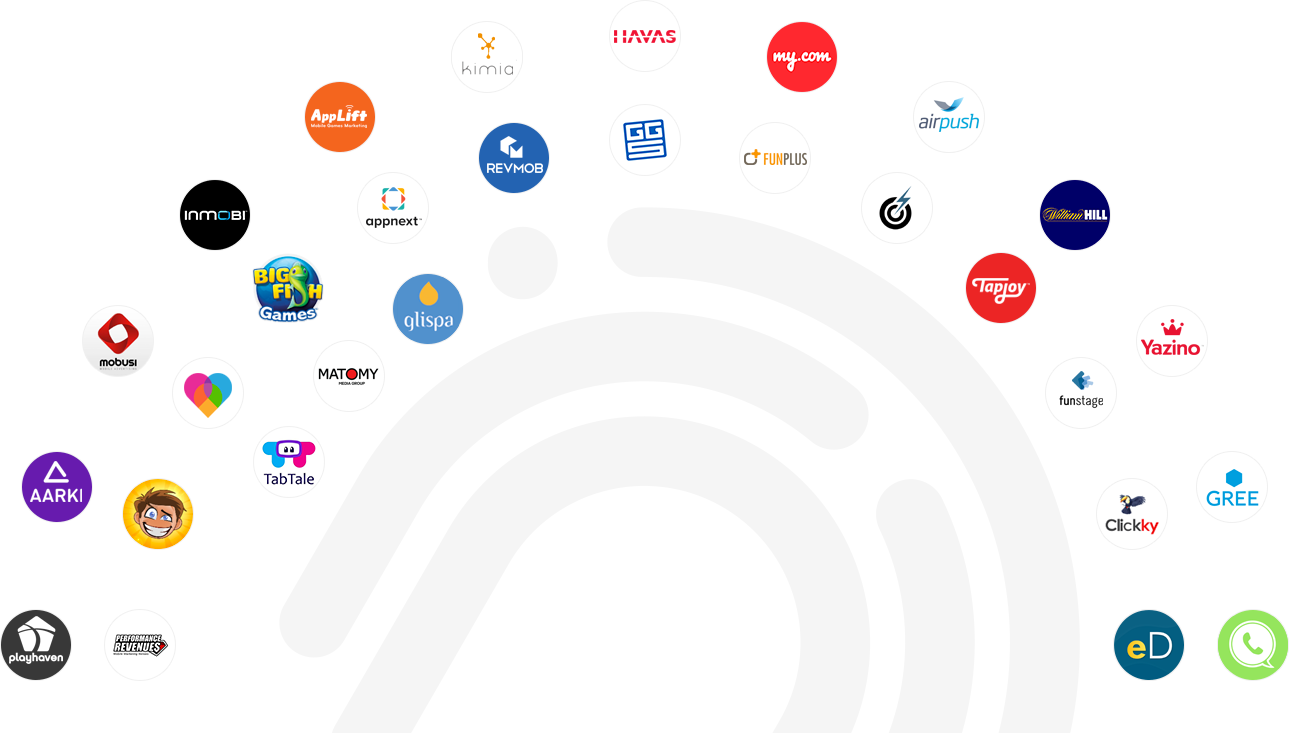 HAVAS
kimia
my.com
AppLift
Mobile Games Marketing
airpush
REVMOB
GGS
FUNPLUS
INMOBI
appnext
William HILL
BIG FISH
Games
glispa
Tapjoy
mobusi
MATOMY
MEDIA GROUP
Yazino
funstage
TabTale
AARKI
GREE
Clickky
playhaven
PERFORMANCE
REVENUES
eD